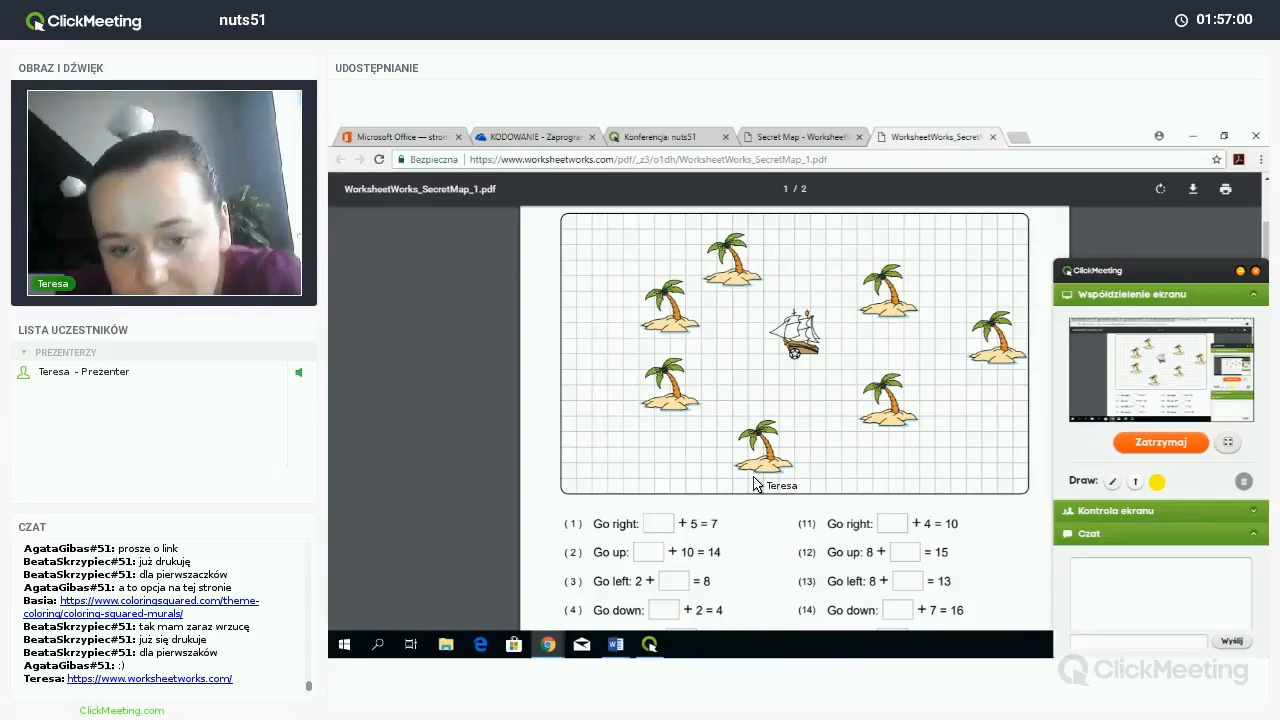 ClickMeeting
nuts51
01:57:00
OBRAZ I DŹWIĘK
Teresa
LISTA UCZESTNIKÓW
PREZENTERZY
Teresa - Prezenter
CZAT
AgataGibas#51: prosze o link
BeataSkrzypiec#51: już drukuję
BeataSkrzypiec#51: dla pierwszaczków
AgataGibas#51: a to opcja na tej stronie
Basia: https://www.coloringsquared.com/theme-
coloring/coloring-squared-murals/
BeataSkrzypiec#51: tak mam zaraz wrzucę
BeataSkrzypiec#51: już się drukuje
BeataSkrzypiec#51: dla pierwszaków
AgataGibas#51: :)
Teresa: https://www.worksheetworks.com/
ClickMeeting.com
UDOSTĘPNIANIE
Microsoft Office — stron
KODOWANIE - Zaprogra
Konferencja: nuts51
Secret Map - Worksheet
WorksheetWorks_Secret
Bezpieczna
https://www.worksheetworks.com/pdf/_z3/o1dh/WorksheetWorks_SecretMap_1.pdf
WorksheetWorks_SecretMap_1.pdf
1 / 2
Teresa
( 1 ) Go right: + 5 = 7
( 2 ) Go up: + 10 = 14
( 3 ) Go left: 2 + = 8
( 4 ) Go down: + 2 = 4
(11) Go right: + 4 = 10
(12) Go up: 8 + = 15
(13) Go left: 8 + = 13
(14) Go down: + 7 = 16
ClickMeeting
Współdzielenie ekranu
Zatrzymaj
Draw:
Kontrola ekranu
Czat
Wyślij
ClickMeeting